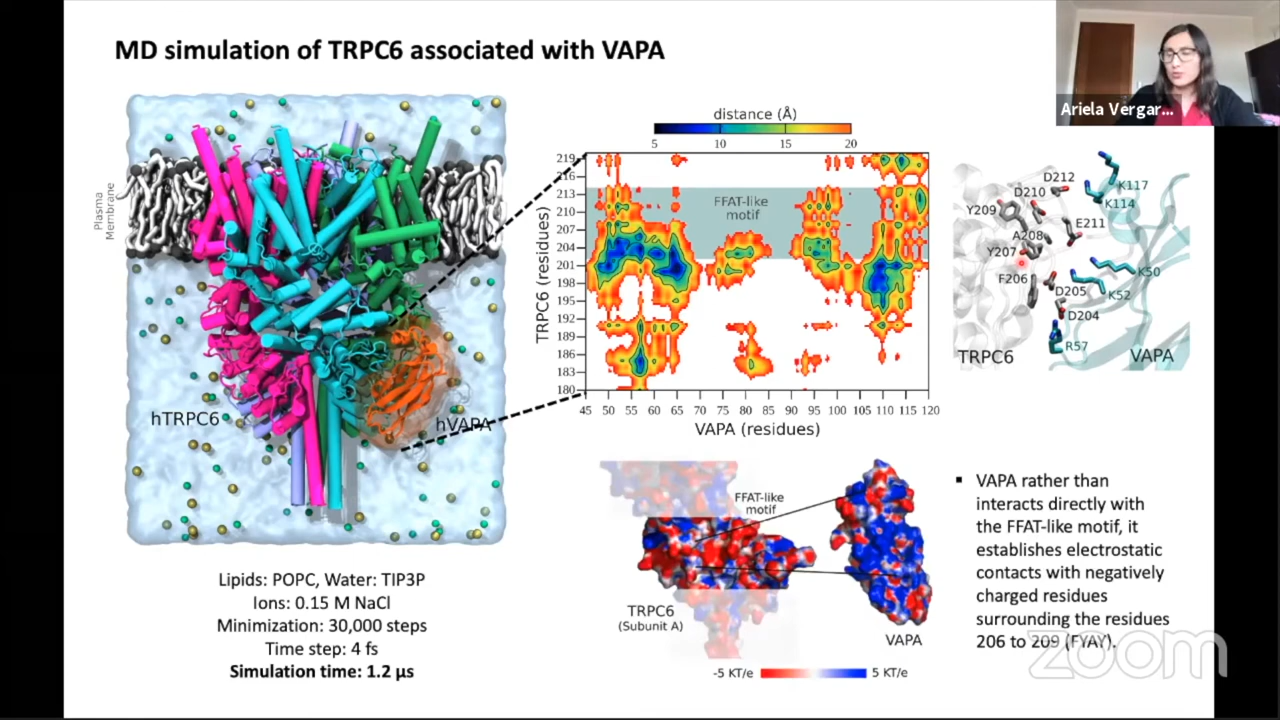 MD simulation of TRPC6 associated with VAPA
Ariela Vergar...
Plasma
Membrane
hTRPC6
hVAPA
Lipids: POPC, Water: TIP3P
Ions: 0.15 M NaCl
Minimization: 30,000 steps
Time step: 4 fs
Simulation time: 1.2 µs
distance (Å)
5 10 15 20
TRPC6 (residues)
219
216
213
210
207
204
201
198
195
192
189
186
183
180
FFAT-like
motif
45 50 55 60 65 70 75 80 85 90 95 100 105 110 115 120
VAPA (residues)
D212
D210
K117
Y209
K114
E211
A208
Y207
K50
F206
D205
K52
D204
R57
TRPC6
VAPA
FFAT-like
motif
TRPC6
(Subunit A)
VAPA
-5 KT/e 5 KT/e
▪ VAPA rather than
interacts directly with
the FFAT-like motif, it
establishes electrostatic
contacts with negatively
charged residues
surrounding the residues
206 to 209 (FYAY).
zoom